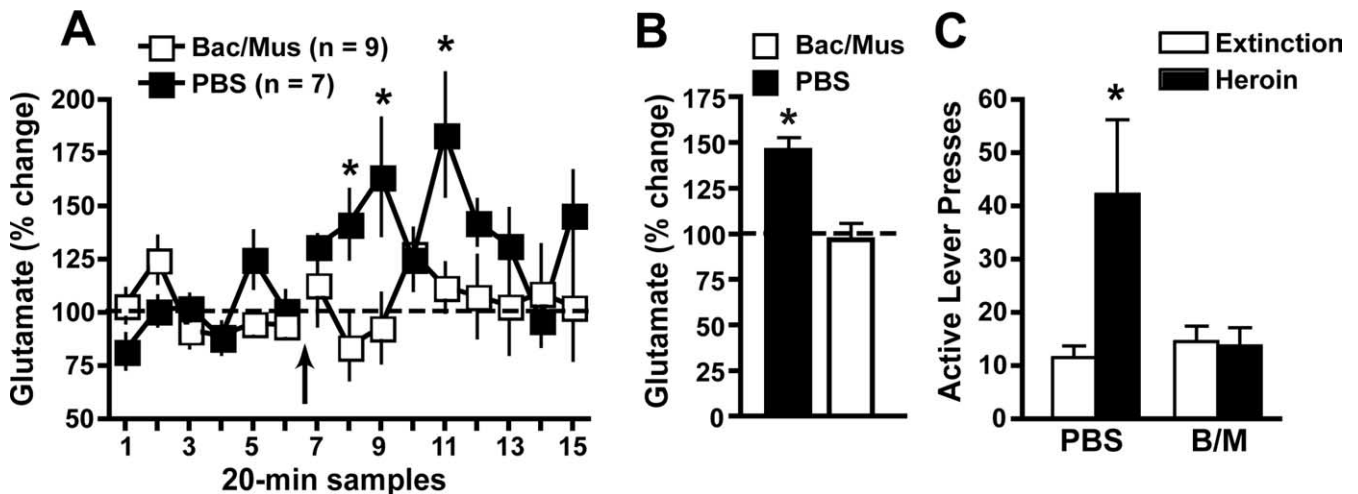 A
Bac/Mus (n = 9)
PBS (n = 7)
Glutamate (% change)
200
175
150
125
100
75
50
* * *
1 3 5 7 9 11 13 15
20-min samples
B
Bac/Mus
PBS
Glutamate (% change)
175
150
125
100
75
50
25
0
*
C
Extinction
Heroin
Active Lever Presses
60
50
40
30
20
10
0
*
PBS B/M